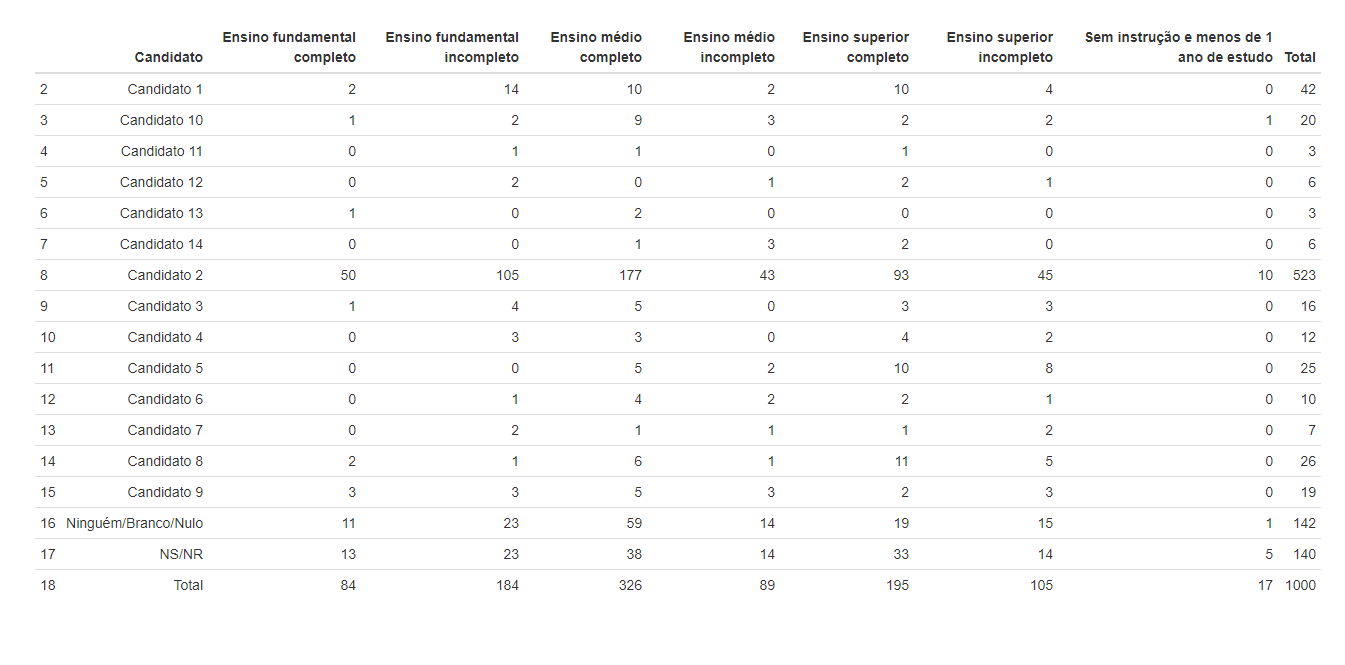 Candidato Ensino fundamental completo Ensino fundamental incompleto Ensino médio completo Ensino médio incompleto Ensino superior completo Ensino superior incompleto Sem instrução e menos de 1 ano de estudo Total
2 Candidato 1 2 14 10 2 10 4 0 42
3 Candidato 10 1 2 9 3 2 2 1 20
4 Candidato 11 0 1 1 0 1 0 0 3
5 Candidato 12 0 2 0 1 2 1 0 6
6 Candidato 13 1 0 2 0 0 0 0 3
7 Candidato 14 0 0 1 3 2 0 0 6
8 Candidato 2 50 105 177 43 93 45 10 523
9 Candidato 3 1 4 5 0 3 3 0 16
10 Candidato 4 0 3 3 0 4 2 0 12
11 Candidato 5 0 0 5 2 10 8 0 25
12 Candidato 6 0 1 4 2 2 1 0 10
13 Candidato 7 0 2 1 1 1 2 0 7
14 Candidato 8 2 1 6 1 11 5 0 26
15 Candidato 9 3 3 5 3 2 3 0 19
16 Ninguém/Branco/Nulo 11 23 59 14 19 15 1 142
17 NS/NR 13 23 38 14 33 14 5 140
18 Total 84 184 326 89 195 105 17 1000